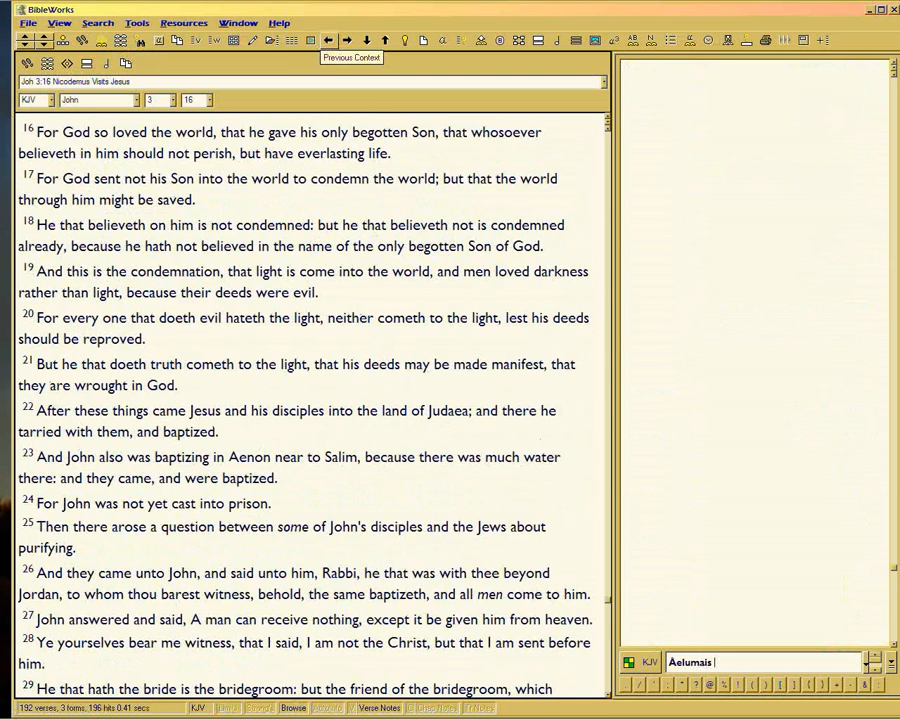 BibleWorks
File View Search Tools Resources Window Help
Previous Context
Joh 3:16 Nicodemus Visits Jesus
KJV John 3 16
16 For God so loved the world, that he gave his only begotten Son, that whosoever
believeth in him should not perish, but have everlasting life.
17 For God sent not his Son into the world to condemn the world; but that the world
through him might be saved.
18 He that believeth on him is not condemned: but he that believeth not is condemned
already, because he hath not believed in the name of the only begotten Son of God.
19 And this is the condemnation, that light is come into the world, and men loved darkness
rather than light, because their deeds were evil.
20 For every one that doeth evil hateth the light, neither cometh to the light, lest his deeds
should be reproved.
21 But he that doeth truth cometh to the light, that his deeds may be made manifest, that
they are wrought in God.
22 After these things came Jesus and his disciples into the land of Judaea; and there he
tarried with them, and baptized.
23 And John also was baptizing in Aenon near to Salim, because there was much water
there: and they came, and were baptized.
24 For John was not yet cast into prison.
25 Then there arose a question between some of John's disciples and the Jews about
purifying.
26 And they came unto John, and said unto him, Rabbi, he that was with thee beyond
Jordan, to whom thou barest witness, behold, the same baptizeth, and all men come to him.
27 John answered and said, A man can receive nothing, except it be given him from heaven.
28 Ye yourselves bear me witness, that I said, I am not the Christ, but that I am sent before
him.
29 He that hath the bride is the bridegroom: but the friend of the bridegroom, which
KJV Aelumais
192 verses, 3 forms, 196 hits 0.41 secs KJV Browse Verse Notes